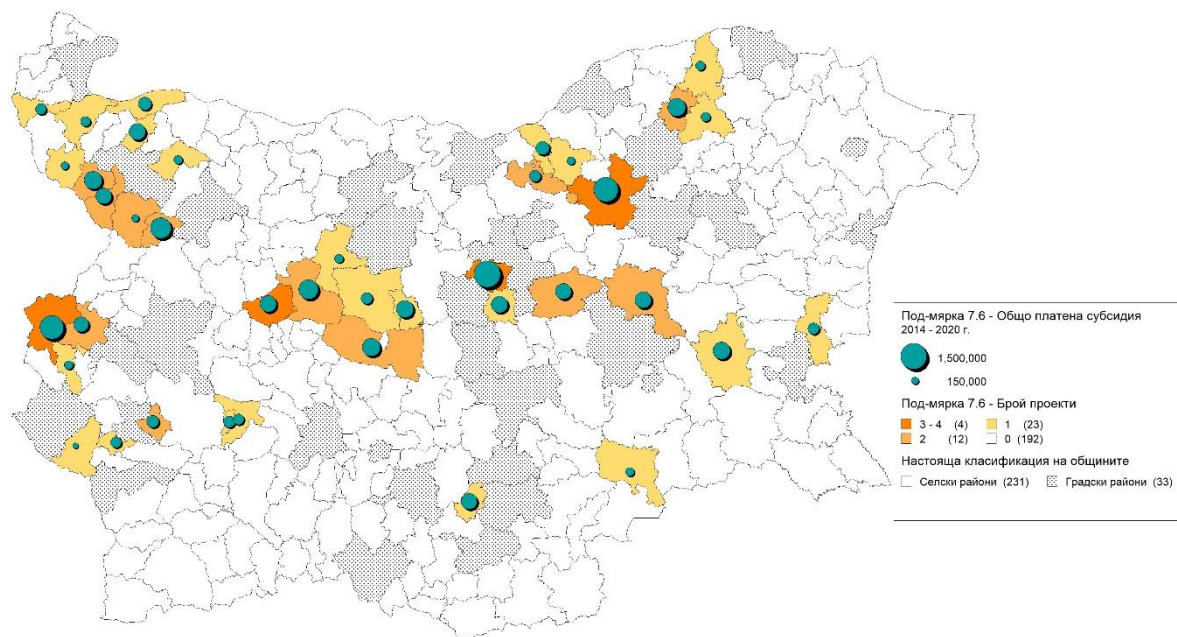 Под-мярка 7.6 - Общо платена субсидия
2014 - 2020 г.
1,500,000
150,000
Под-мярка 7.6 - Брой проекти
3 - 4 (4) 1 (23)
2 (12) 0 (192)
Настояща класификация на общините
Селски райони (231) Градски райони (33)